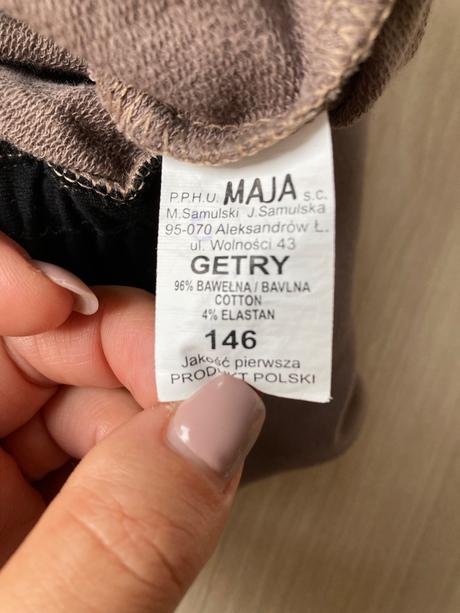 P.P.H.U. MAJA s.c.
M.Samulski J.Samulska
95-070 Aleksandrów Ł.
ul. Wolności 43
GETRY
96% BAWEŁNA / BAVLNA
COTTON
4% ELASTAN
146
Jakość pierwsza
PRODUKT POLSKI